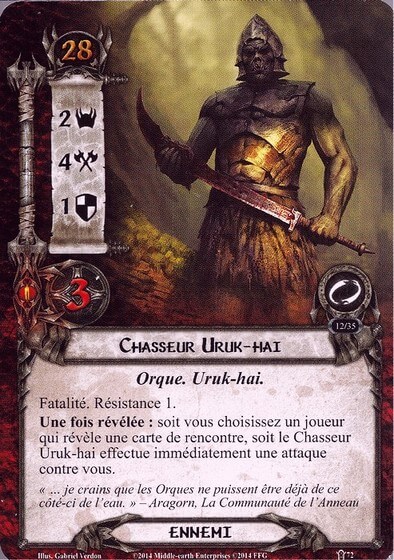 28
2
4
1
3
12/35
Chasseur Uruk-hai
Orque. Uruk-hai.
Fatalité. Résistance 1.
Une fois révélée : soit vous choisissez un joueur
qui révèle une carte de rencontre, soit le Chasseur
Uruk-hai effectue immédiatement une attaque
contre vous.
« ... je crains que les Orques ne puissent être déjà de ce
côté-ci de l'eau. » – Aragorn, La Communauté de l'Anneau
ENNEMI
Illus. Gabriel Verdon ©2014 Middle-earth Enterprises ©2014 FFG 72